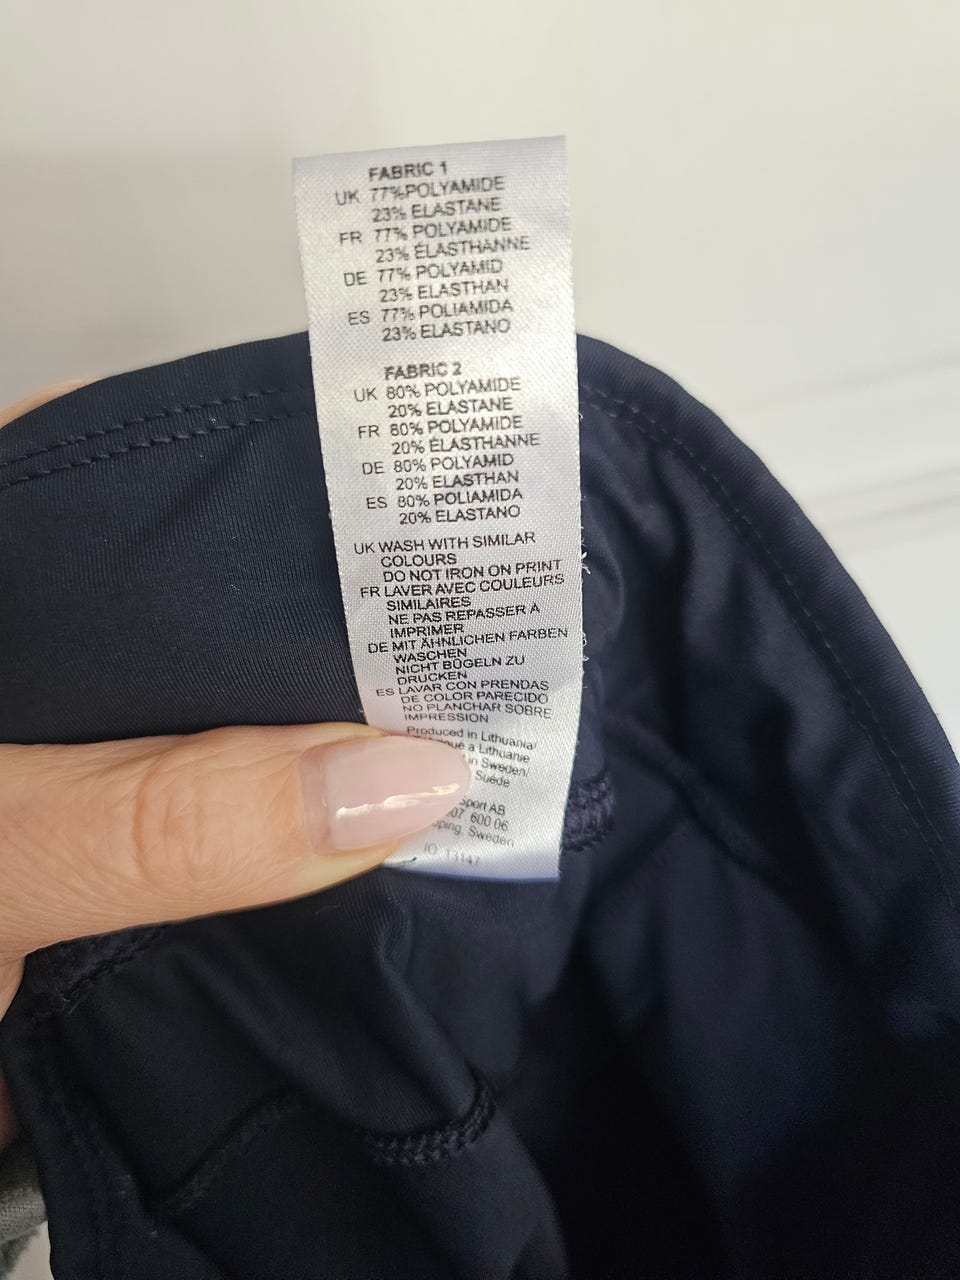 FABRIC 1
UK 77%POLYAMIDE
23% ELASTANE
FR 77% POLYAMIDE
23% ÉLASTHANNE
DE 77% POLYAMID
23% ELASTHAN
ES 77% POLIAMIDA
23% ELASTANO
FABRIC 2
UK 80% POLYAMIDE
20% ELASTANE
FR 80% POLYAMIDE
20% ÉLASTHANNE
DE 80% POLYAMID
20% ELASTHAN
ES 80% POLIAMIDA
20% ELASTANO
UK WASH WITH SIMILAR
COLOURS
DO NOT IRON ON PRINT
FR LAVER AVEC COULEURS
SIMILAIRES
NE PAS REPASSER À
IMPRIMER
DE MIT ÄHNLICHEN FARBEN
WASCHEN
NICHT BÜGELN ZU
DRUCKEN
ES LAVAR CON PRENDAS
DE COLOR PARECIDO
NO PLANCHAR SOBRE
IMPRESSION
Produced in Lithuania/
à Lithuanie
in Sweden/
Suède
Sport AB
600 06
Sweden
IO 13147